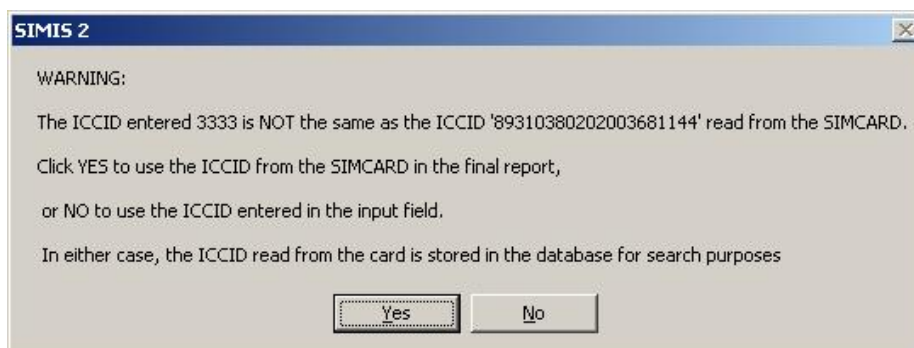 SIMIS 2
WARNING:
The ICCID entered 3333 is NOT the same as the ICCID '89310380202003681144' read from the SIMCARD.
Click YES to use the ICCID from the SIMCARD in the final report,
or NO to use the ICCID entered in the input field.
In either case, the ICCID read from the card is stored in the database for search purposes
Yes No